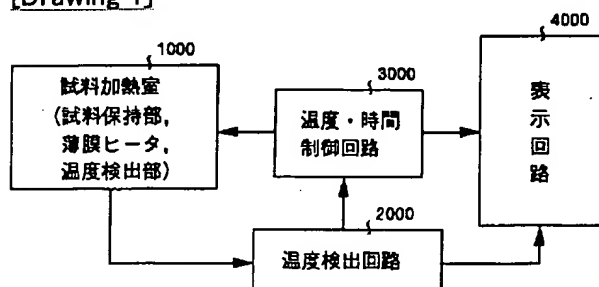 [Drawing 1]
1000
試料加熱室
(試料保持部,
薄膜ヒータ,
温度検出部)
3000
温度・時間
制御回路
4000
表
示
回
路
2000
温度検出回路